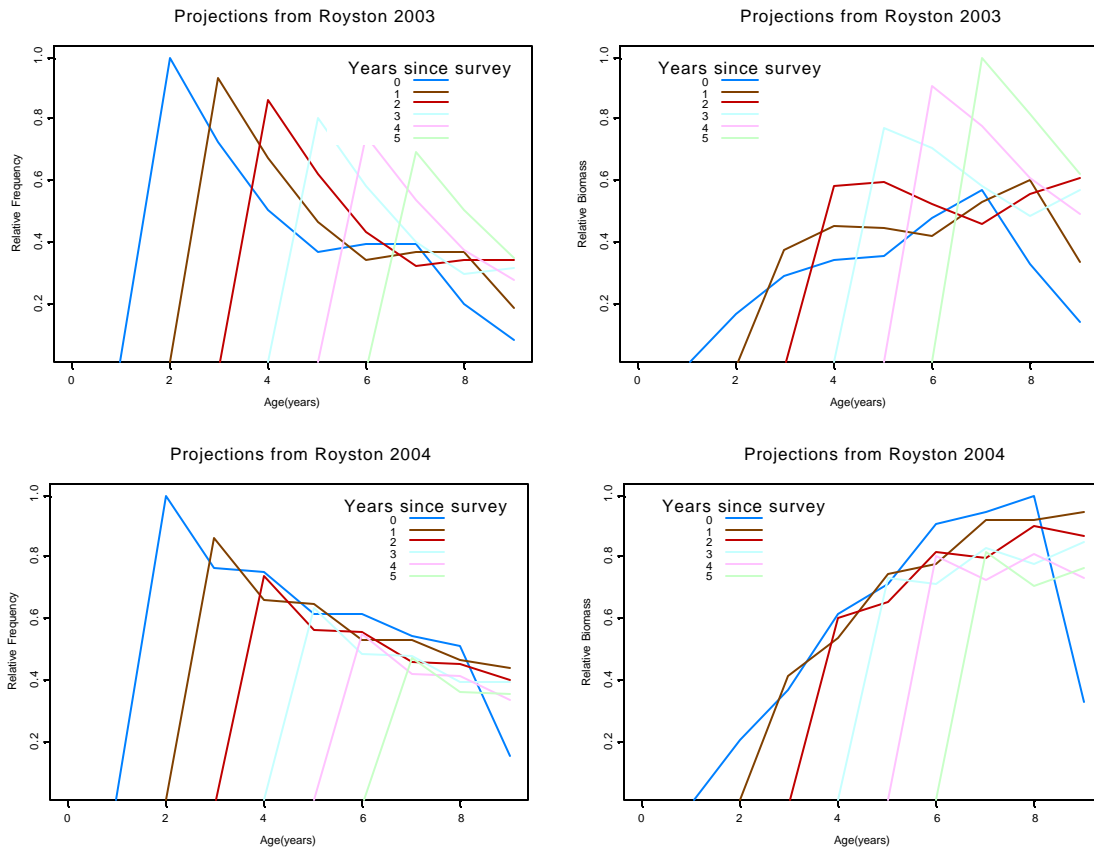 Projections from Royston 2003
Relative Frequency
1.0
0.8
0.6
0.4
0.2
Years since survey
0
1
2
3
4
5
0 2 4 6 8
Age(years)
Projections from Royston 2003
Relative Biomass
1.0
0.8
0.6
0.4
0.2
Years since survey
0
1
2
3
4
5
0 2 4 6 8
Age(years)
Projections from Royston 2004
Relative Frequency
1.0
0.8
0.6
0.4
0.2
Years since survey
0
1
2
3
4
5
0 2 4 6 8
Age(years)
Projections from Royston 2004
Relative Biomass
1.0
0.8
0.6
0.4
0.2
Years since survey
0
1
2
3
4
5
0 2 4 6 8
Age(years)